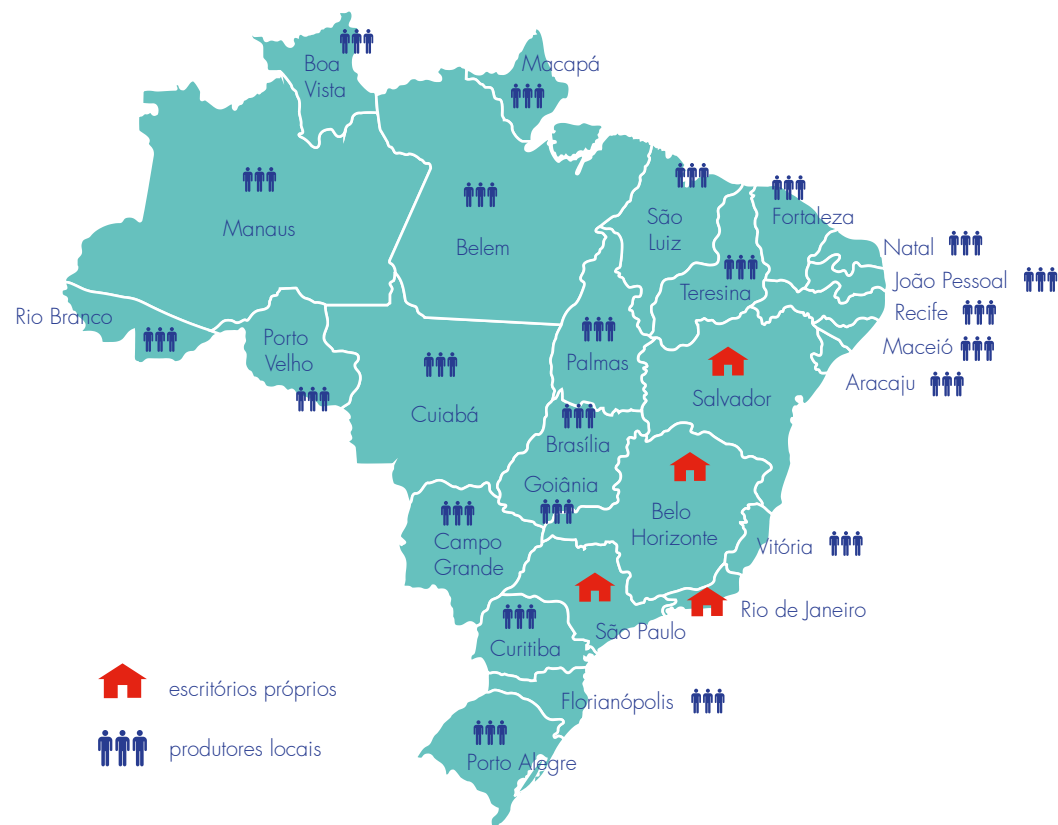 Boa
Vista
Macapá
Manaus
Belem
São
Luiz
Fortaleza
Natal
João Pessoal
Teresina
Recife
Rio Branco
Porto
Velho
Palmas
Maceió
Aracaju
Salvador
Cuiabá
Brasília
Goiânia
Belo
Horizonte
Campo
Grande
Vitória
Rio de Janeiro
São Paulo
Curitiba
Florianópolis
Porto Alegre
escritórios próprios
produtores locais